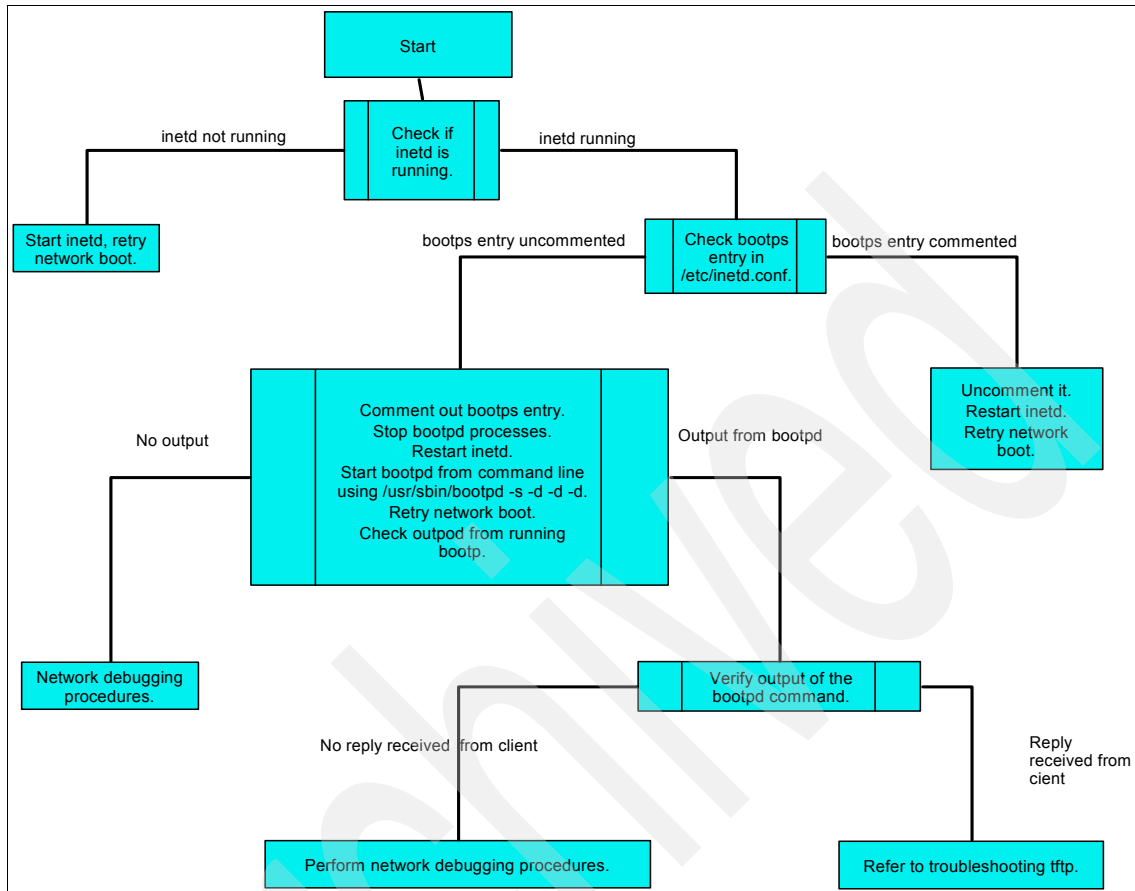 Start
inetd not running
Check if
inetd is
running.
inetd running
Start inetd, retry
network boot.
bootps entry uncommented
Check bootps
entry in
/etc/inetd.conf.
bootps entry commented
Uncomment it.
Restart inetd.
Retry network
boot.
No output
Comment out bootps entry.
Stop bootpd processes.
Restart inetd.
Start bootpd from command line
using /usr/sbin/bootpd -s -d -d -d.
Retry network boot.
Check outpod from running
bootp.
Output from bootpd
Network debugging
procedures.
Verify output of the
bootpd command.
No reply received from client
Reply
received from
cient
Perform network debugging procedures.
Refer to troubleshooting tftp.